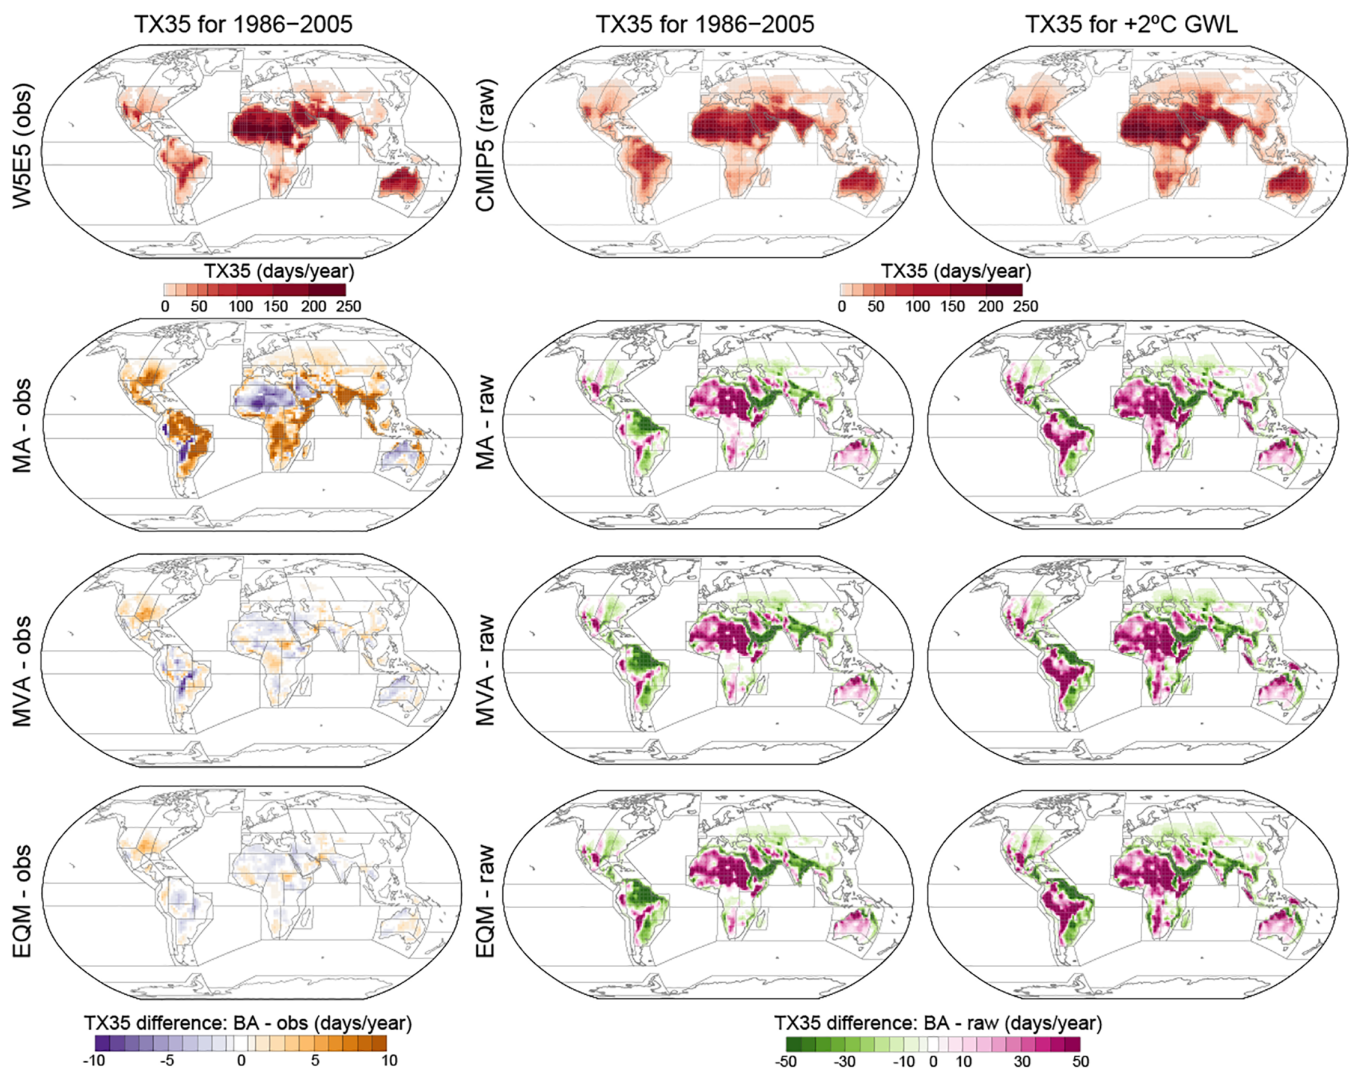 TX35 for 1986−2005
TX35 for 1986−2005
TX35 for +2ºC GWL
W5E5 (obs)
CMIP5 (raw)
TX35 (days/year)
0 50 100 150 200 250
TX35 (days/year)
0 50 100 150 200 250
MA - obs
MA - raw
MVA - obs
MVA - raw
EQM - obs
EQM - raw
TX35 difference: BA - obs (days/year)
-10 -5 0 5 10
TX35 difference: BA - raw (days/year)
-50 -30 -10 0 10 30 50